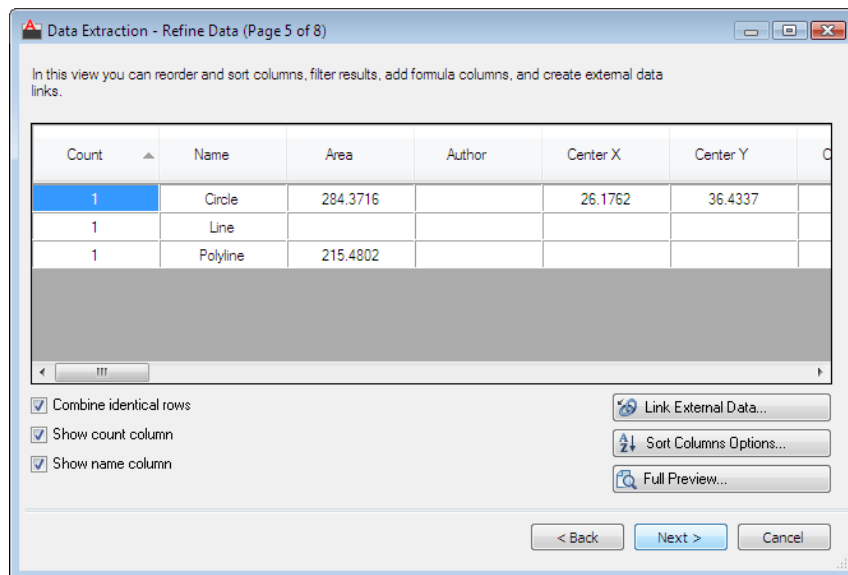 Data Extraction - Refine Data (Page 5 of 8)
In this view you can reorder and sort columns, filter results, add formula columns, and create external data
links.
Count Name Area Author Center X Center Y C
1 Circle 284.3716 26.1762 36.4337
1 Line
1 Polyline 215.4802
Combine identical rows
Link External Data...
Show count column
Sort Columns Options...
Show name column
Full Preview...
< Back Next > Cancel